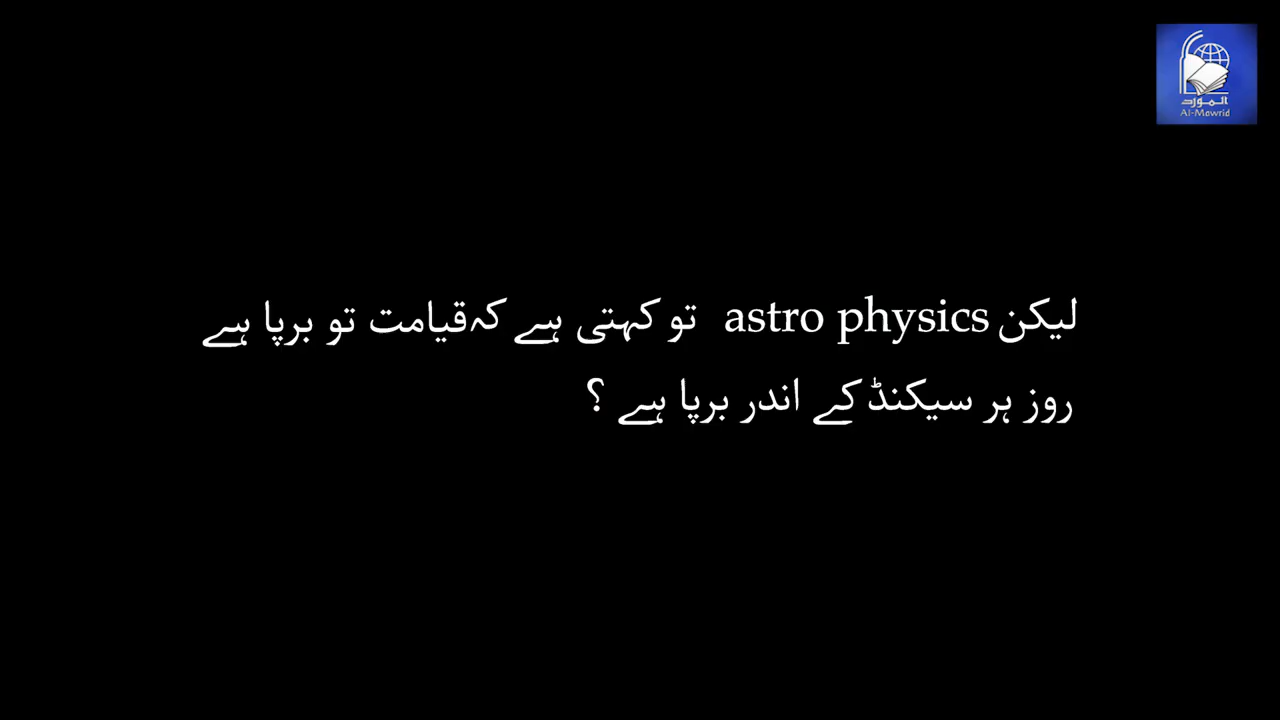 المورد
Al-Mawrid
لیکن astro physics تو کہتی ہے کہ قیامت تو برپا ہے
روز ہر سیکنڈ کے اندر برپا ہے ؟